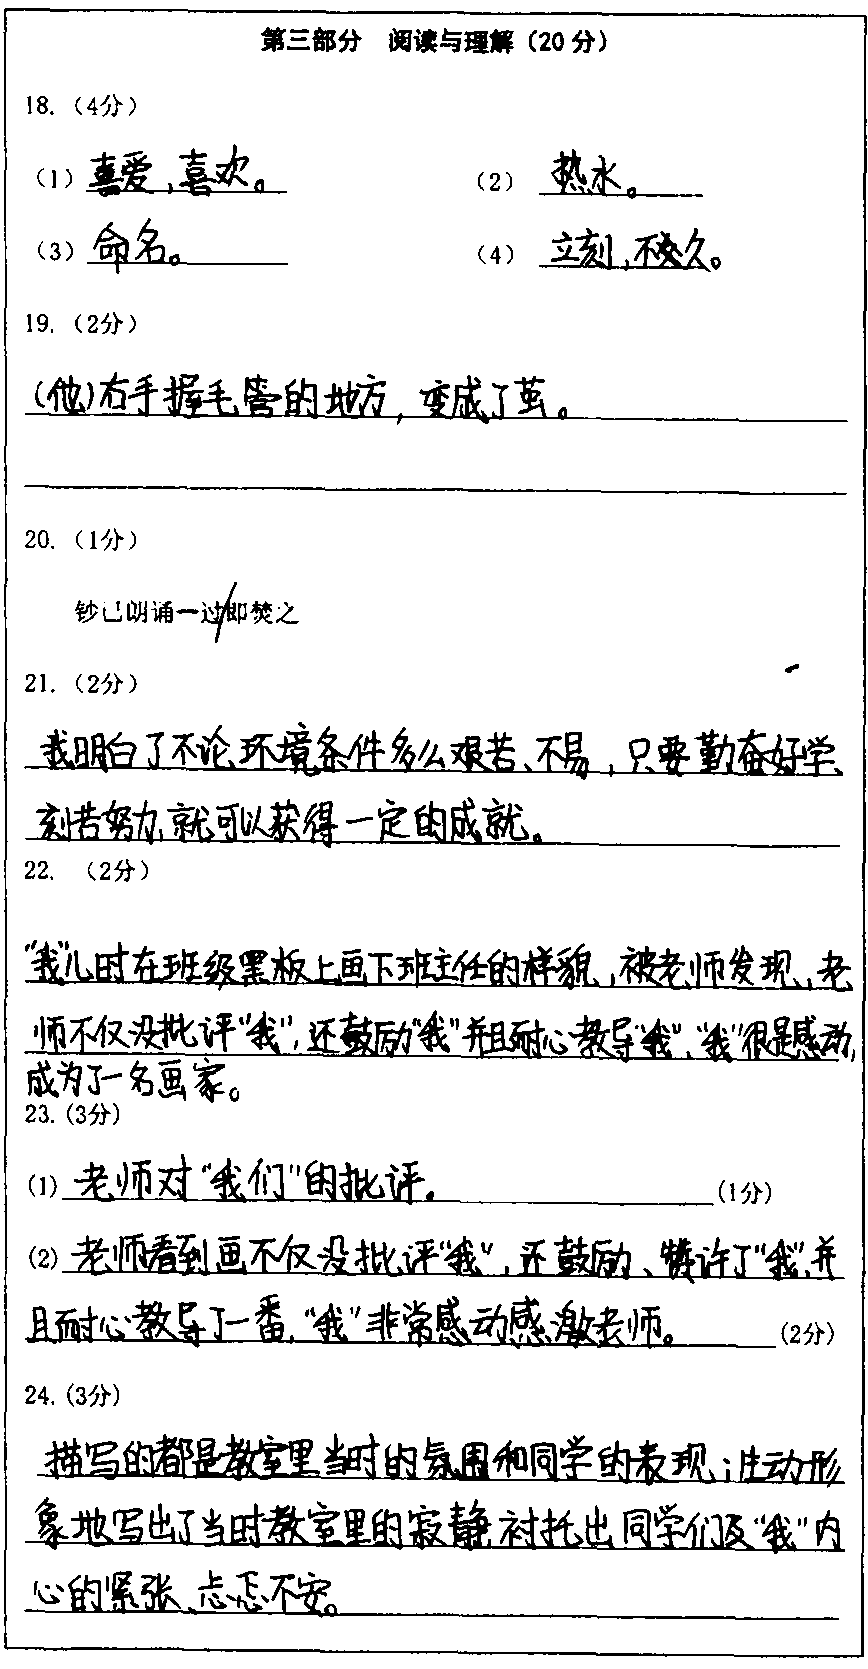 第三部分 阅读与理解（20分）
18.（4分）
（1）喜爱，喜欢。 （2）热水。
（3）命名。 （4）立刻，不久。
19.（2分）
（他）右手握毛管的地方，变成了茧。
20.（1分）
钞已朗诵一过/即焚之
21.（2分）
我明白了不论环境条件多么艰苦、不易，只要勤奋好学、
刻苦努力，就可以获得一定的成就。
22.（2分）
“我”儿时在班级黑板上画下班主任的样貌，被老师发现，老
师不仅没批评“我”，还鼓励“我”并且耐心教导“我”，“我”很是感动，
成为了一名画家。
23.(3分)
(1) 老师对“我们”的批评。(1分)
(2) 老师看到画不仅没批评“我”，还鼓励、赞许了“我”，并
且耐心教导了一番，“我”非常感动感激老师。(2分)
24.(3分)
描写的都是教室里当时的氛围和同学的表现；生动形
象地写出了当时教室里的寂静，衬托出同学们及“我”内
心的紧张、忐忑不安。